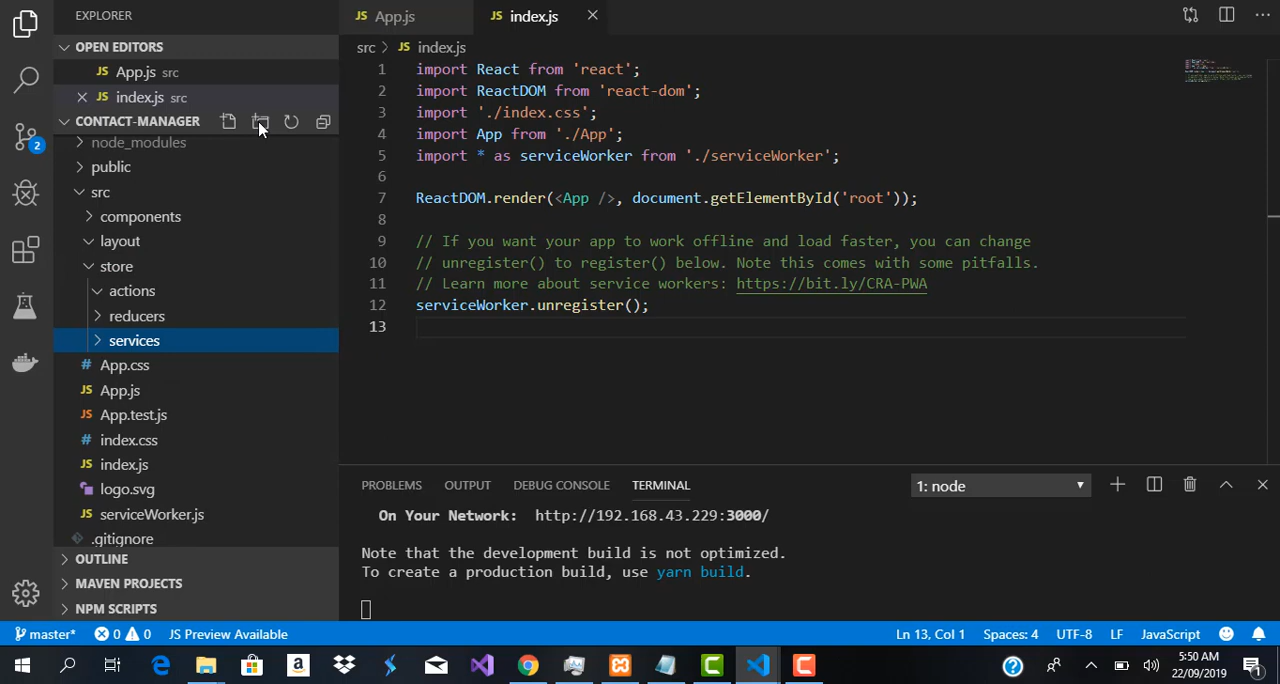 EXPLORER
OPEN EDITORS
JS App.js src
JS index.js src
CONTACT-MANAGER
node_modules
public
src
components
layout
store
actions
reducers
services
# App.css
JS App.js
JS App.test.js
# index.css
JS index.js
logo.svg
JS serviceWorker.js
.gitignore
OUTLINE
MAVEN PROJECTS
NPM SCRIPTS
2
JS App.js JS index.js
src > JS index.js
1 import React from 'react';
2 import ReactDOM from 'react-dom';
3 import './index.css';
4 import App from './App';
5 import * as serviceWorker from './serviceWorker';
6
7 ReactDOM.render(<App />, document.getElementById('root'));
8
9 // If you want your app to work offline and load faster, you can change
10 // unregister() to register() below. Note this comes with some pitfalls.
11 // Learn more about service workers: https://bit.ly/CRA-PWA
12 serviceWorker.unregister();
13
PROBLEMS OUTPUT DEBUG CONSOLE TERMINAL 1: node
On Your Network: http://192.168.43.229:3000/
Note that the development build is not optimized.
To create a production build, use yarn build.
master* 0 0 JS Preview Available Ln 13, Col 1 Spaces: 4 UTF-8 LF JavaScript
5:50 AM
22/09/2019
1